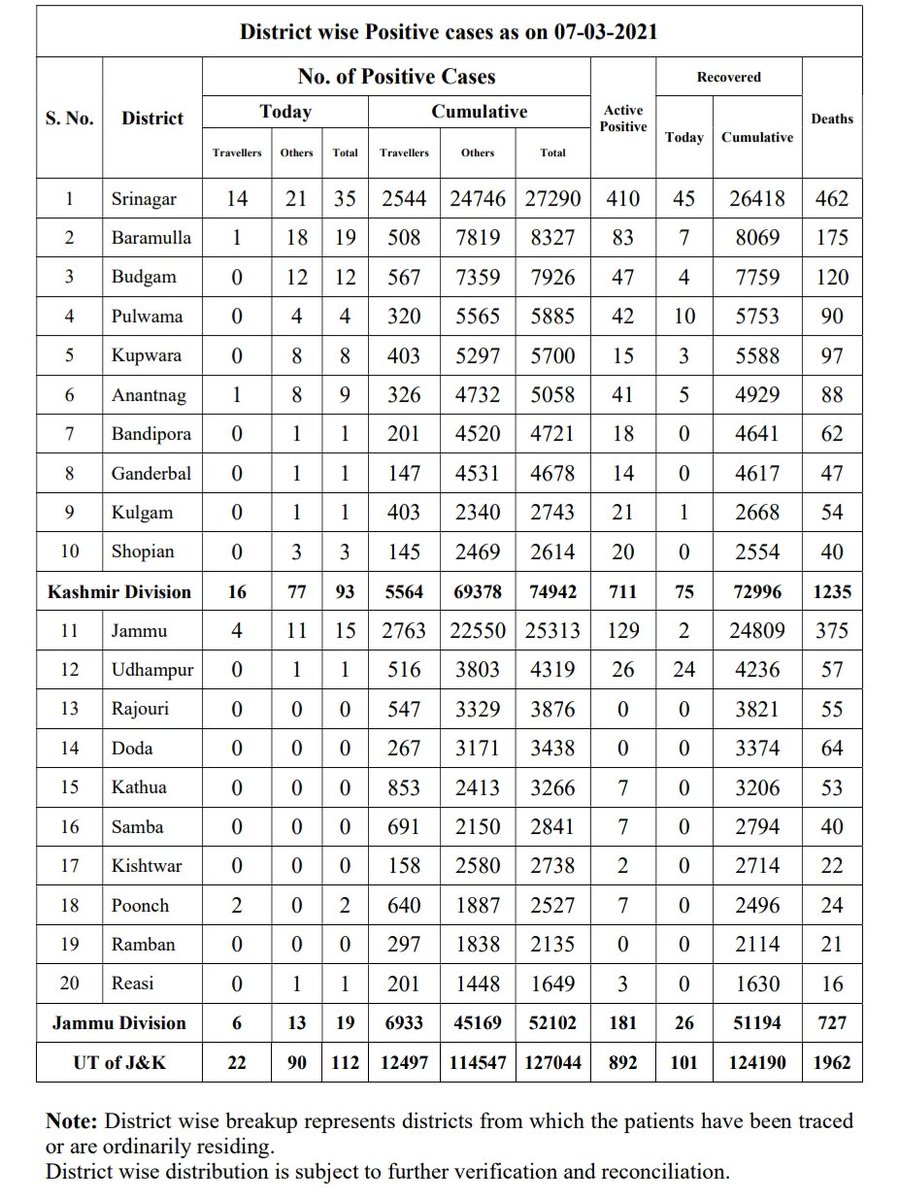 District wise Positive cases as on 07-03-2021
S. No. District No. of Positive Cases Active Positive Recovered Deaths
Today Cumulative Today Cumulative
Travellers Others Total Travellers Others Total
1 Srinagar 14 21 35 2544 24746 27290 410 45 26418 462
2 Baramulla 1 18 19 508 7819 8327 83 7 8069 175
3 Budgam 0 12 12 567 7359 7926 47 4 7759 120
4 Pulwama 0 4 4 320 5565 5885 42 10 5753 90
5 Kupwara 0 8 8 403 5297 5700 15 3 5588 97
6 Anantnag 1 8 9 326 4732 5058 41 5 4929 88
7 Bandipora 0 1 1 201 4520 4721 18 0 4641 62
8 Ganderbal 0 1 1 147 4531 4678 14 0 4617 47
9 Kulgam 0 1 1 403 2340 2743 21 1 2668 54
10 Shopian 0 3 3 145 2469 2614 20 0 2554 40
Kashmir Division 16 77 93 5564 69378 74942 711 75 72996 1235
11 Jammu 4 11 15 2763 22550 25313 129 2 24809 375
12 Udhampur 0 1 1 516 3803 4319 26 24 4236 57
13 Rajouri 0 0 0 547 3329 3876 0 0 3821 55
14 Doda 0 0 0 267 3171 3438 0 0 3374 64
15 Kathua 0 0 0 853 2413 3266 7 0 3206 53
16 Samba 0 0 0 691 2150 2841 7 0 2794 40
17 Kishtwar 0 0 0 158 2580 2738 2 0 2714 22
18 Poonch 2 0 2 640 1887 2527 7 0 2496 24
19 Ramban 0 0 0 297 1838 2135 0 0 2114 21
20 Reasi 0 1 1 201 1448 1649 3 0 1630 16
Jammu Division 6 13 19 6933 45169 52102 181 26 51194 727
UT of J&K 22 90 112 12497 114547 127044 892 101 124190 1962
Note: District wise breakup represents districts from which the patients have been traced
or are ordinarily residing.
District wise distribution is subject to further verification and reconciliation.